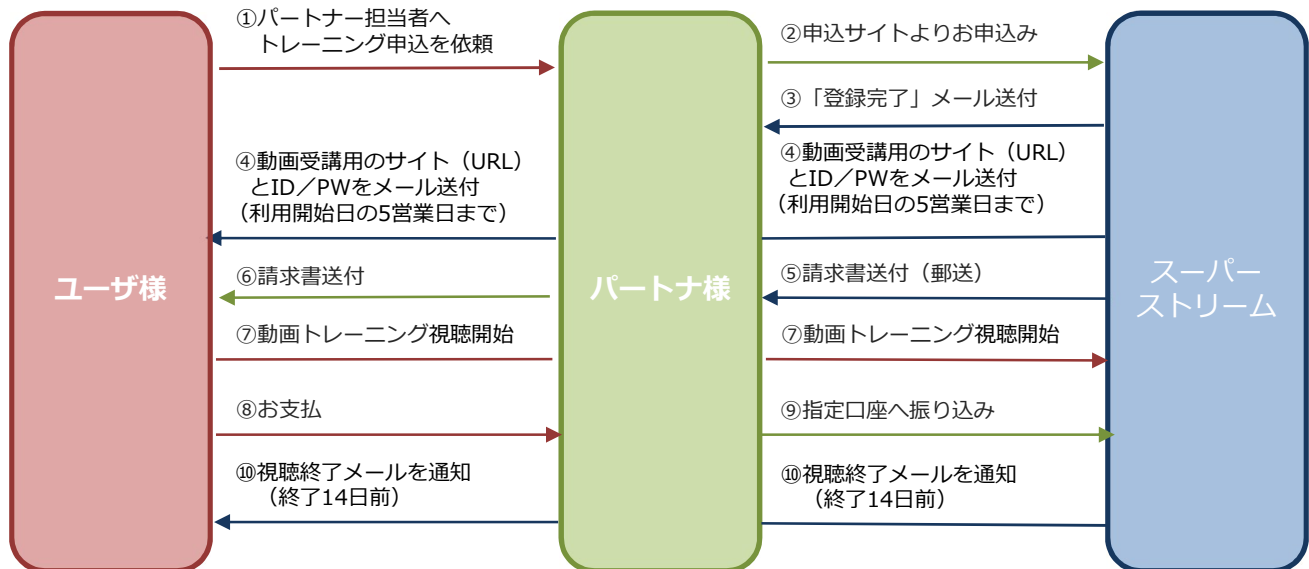 ①パートナー担当者へ
トレーニング申込を依頼
②申込サイトよりお申込み
③「登録完了」メール送付
④動画受講用のサイト（URL）
とID／PWをメール送付
（利用開始日の5営業日まで）
④動画受講用のサイト（URL）
とID／PWをメール送付
（利用開始日の5営業日まで）
ユーザ様
⑥請求書送付
パートナ様
⑤請求書送付（郵送）
スーパー
ストリーム
⑦動画トレーニング視聴開始
⑦動画トレーニング視聴開始
⑧お支払
⑨指定口座へ振り込み
⑩視聴終了メールを通知
（終了14日前）
⑩視聴終了メールを通知
（終了14日前）